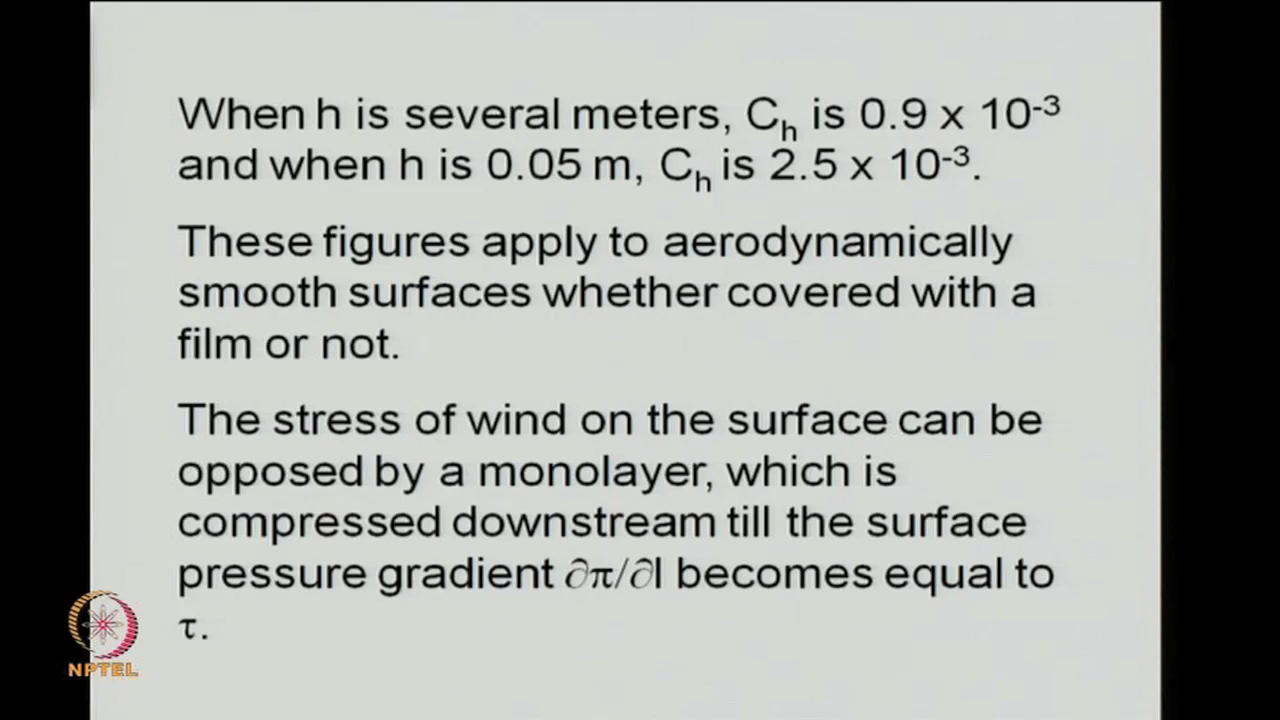 When h is several meters, Cₕ is 0.9 x 10⁻³
and when h is 0.05 m, Cₕ is 2.5 x 10⁻³.
These figures apply to aerodynamically
smooth surfaces whether covered with a
film or not.
The stress of wind on the surface can be
opposed by a monolayer, which is
compressed downstream till the surface
pressure gradient ∂π/∂l becomes equal to
τ.
NPTEL